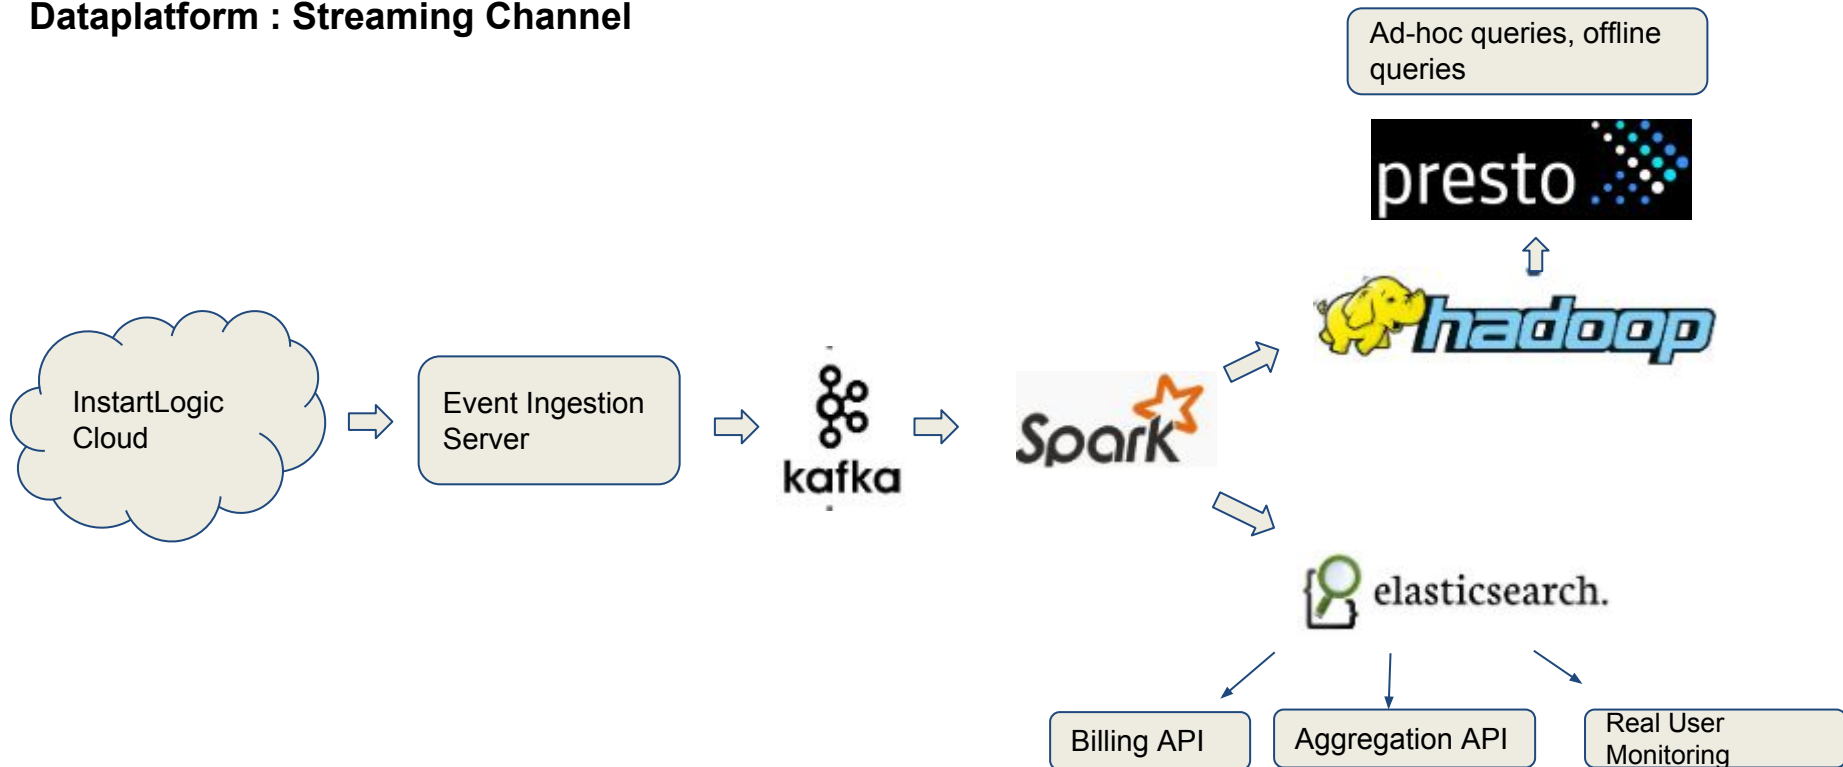 Dataplatform : Streaming Channel
Ad-hoc queries, offline
queries
presto
hadoop
InstartLogic
Cloud
Event Ingestion
Server
kafka
Spark
elasticsearch.
Billing API
Aggregation API
Real User
Monitoring